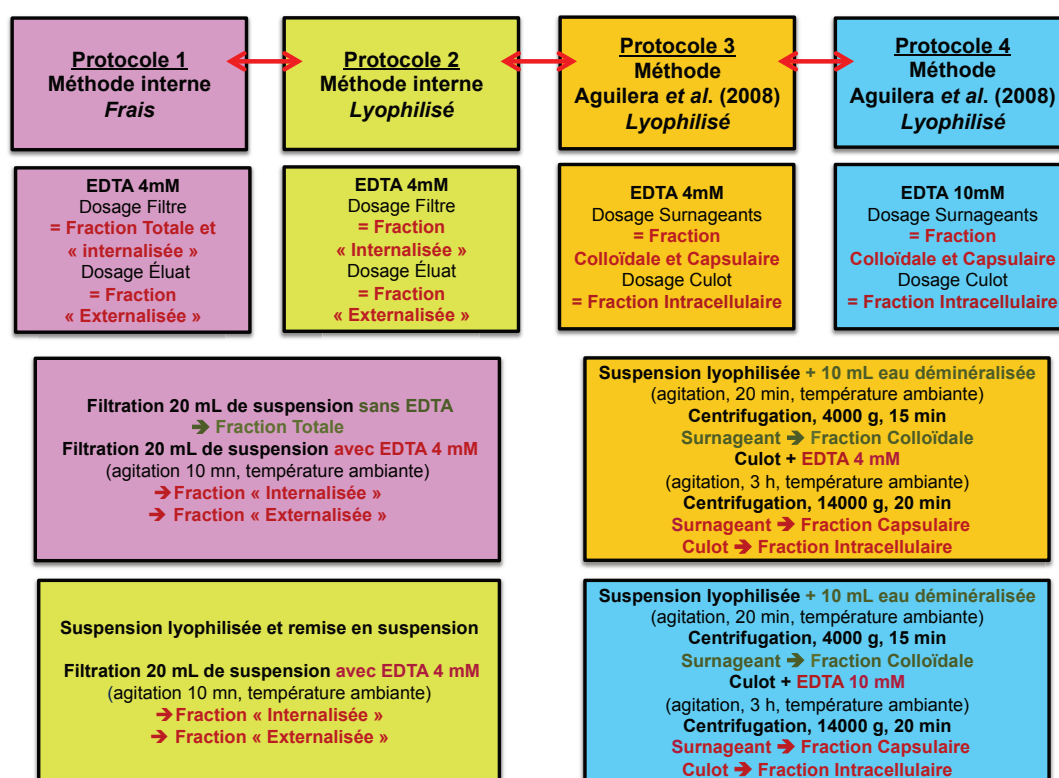 Protocole 1
Méthode interne
Frais
Protocole 2
Méthode interne
Lyophilisé
Protocole 3
Méthode
Aguilera et al. (2008)
Lyophilisé
Protocole 4
Méthode
Aguilera et al. (2008)
Lyophilisé
EDTA 4mM
Dosage Filtre
= Fraction Totale et
« internalisée »
Dosage Éluat
= Fraction
« Externalisée »
EDTA 4mM
Dosage Filtre
= Fraction
« Internalisée »
Dosage Éluat
= Fraction
« Externalisée »
EDTA 4mM
Dosage Surnageants
= Fraction
Colloïdale et Capsulaire
Dosage Culot
= Fraction Intracellulaire
EDTA 10mM
Dosage Surnageants
= Fraction
Colloïdale et Capsulaire
Dosage Culot
= Fraction Intracellulaire
Filtration 20 mL de suspension sans EDTA
➔ Fraction Totale
Filtration 20 mL de suspension avec EDTA 4 mM
(agitation 10 mn, température ambiante)
➔ Fraction « Internalisée »
➔ Fraction « Externalisée »
Suspension lyophilisée + 10 mL eau déminéralisée
(agitation, 20 min, température ambiante)
Centrifugation, 4000 g, 15 min
Surnageant ➔ Fraction Colloïdale
Culot + EDTA 4 mM
(agitation, 3 h, température ambiante)
Centrifugation, 14000 g, 20 min
Surnageant ➔ Fraction Capsulaire
Culot ➔ Fraction Intracellulaire
Suspension lyophilisée et remise en suspension
Filtration 20 mL de suspension avec EDTA 4 mM
(agitation 10 mn, température ambiante)
➔ Fraction « Internalisée »
➔ Fraction « Externalisée »
Suspension lyophilisée + 10 mL eau déminéralisée
(agitation, 20 min, température ambiante)
Centrifugation, 4000 g, 15 min
Surnageant ➔ Fraction Colloïdale
Culot + EDTA 10 mM
(agitation, 3 h, température ambiante)
Centrifugation, 14000 g, 20 min
Surnageant ➔ Fraction Capsulaire
Culot ➔ Fraction Intracellulaire